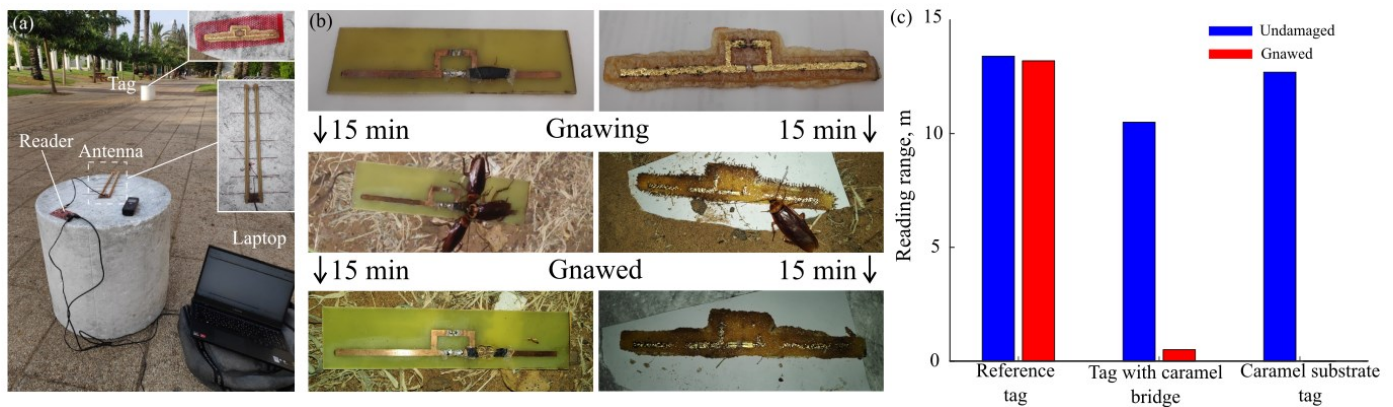 (a)
Tag
Reader
Antenna
Laptop
(b)
15 min
Gnawing
15 min
15 min
Gnawed
15 min
(c)
15
10
15
0
Reading range, m
Undamaged
Gnawed
Reference
tag
Tag with caramel
bridge
Caramel substrate
tag